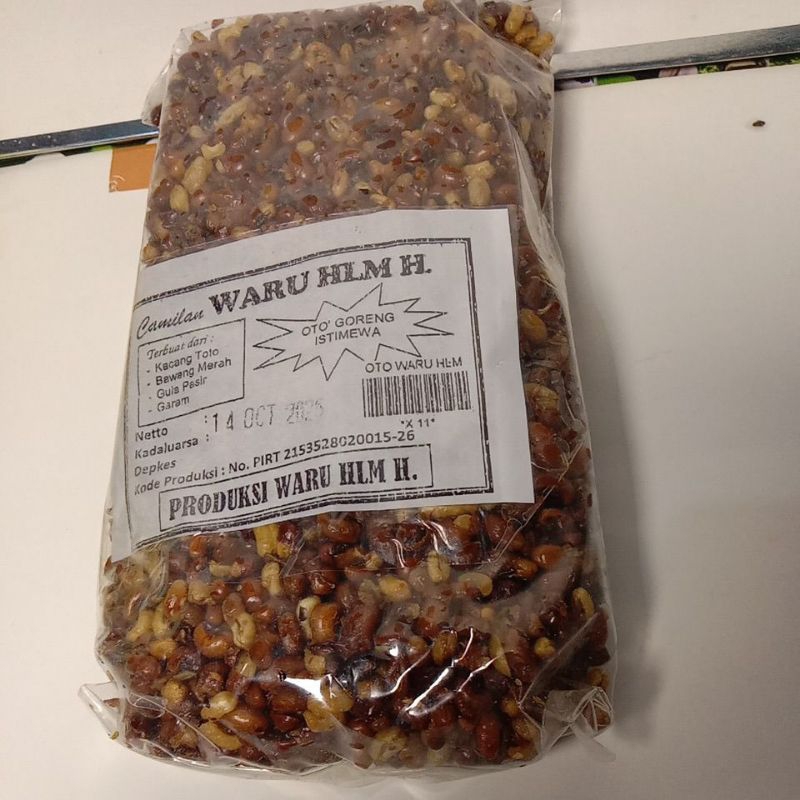 Camilan WARU HLM H.
OTO' GORENG
ISTIMEWA
Terbuat dari :
- Kacang Toto
- Bawang Merah
- Gula Pasir
- Garam
OTO WARU HLM
*X 11*
Netto :
Kadaluarsa : 14 OCT
Depkes
Kode Produksi : No. PIRT 2153528020015-26
PRODUKSI WARU HLM H.